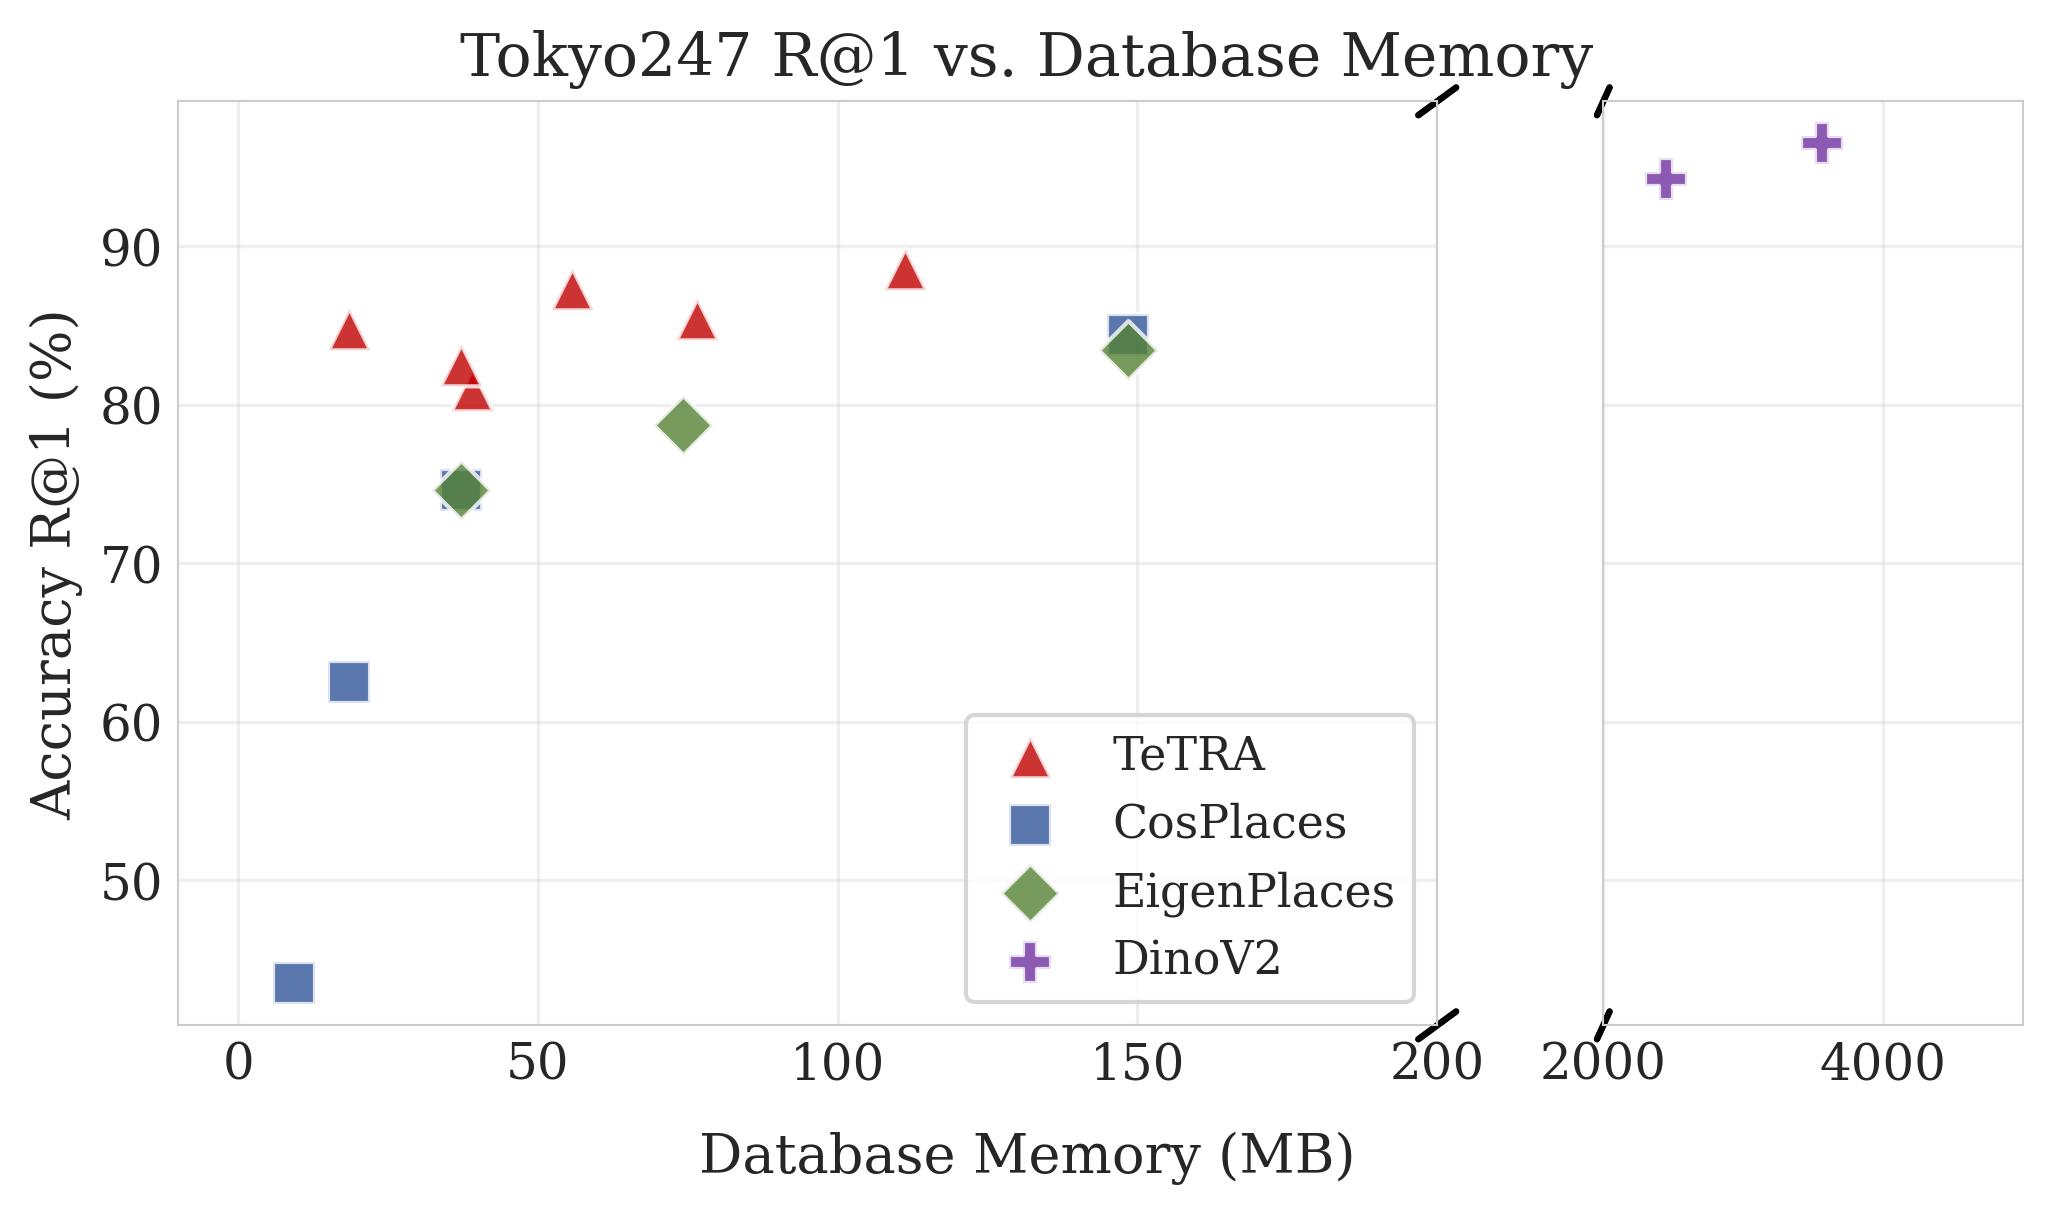 Tokyo247 R@1 vs. Database Memory
Accuracy R@1 (%)
90
80
70
60
50
TeTRA
CosPlaces
EigenPlaces
DinoV2
0 50 100 150 200 2000 4000
Database Memory (MB)